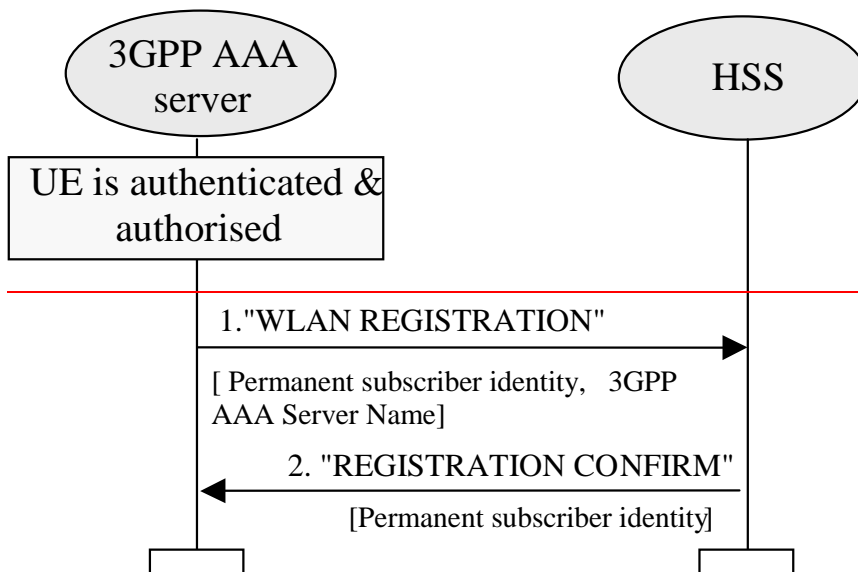 3GPP AAA
server
HSS
UE is authenticated &
authorised
1."WLAN REGISTRATION"
[ Permanent subscriber identity, 3GPP
AAA Server Name]
2. "REGISTRATION CONFIRM"
[Permanent subscriber identity]